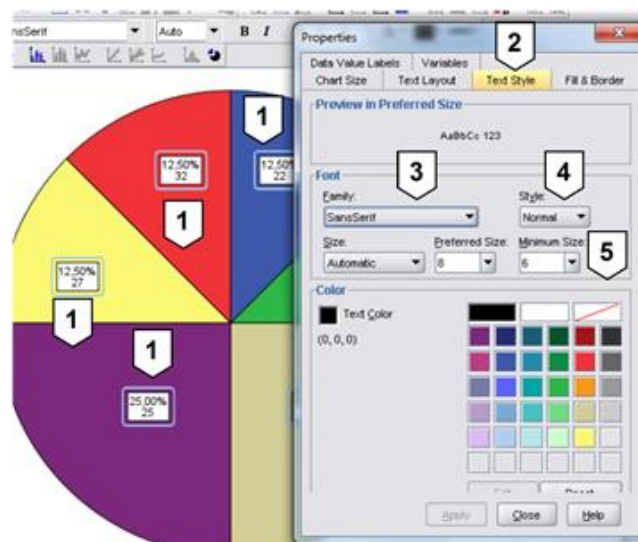 nsSerif Auto B I
Properties
2
Data Value Labels Variables
Chart Size Text Layout Text Style Fill & Border
Preview in Preferred Size
AaBbCc 123
1
12,50%
32
12,50%
22
Font
3
4
Family:
Style:
SansSerif
Normal
1
Size:
Preferred Size:
Minimum Size:
5
Automatic
8
6
12,50%
27
Color
Text Color
(0, 0, 0)
1
1
25,00%
25
Apply Close Help